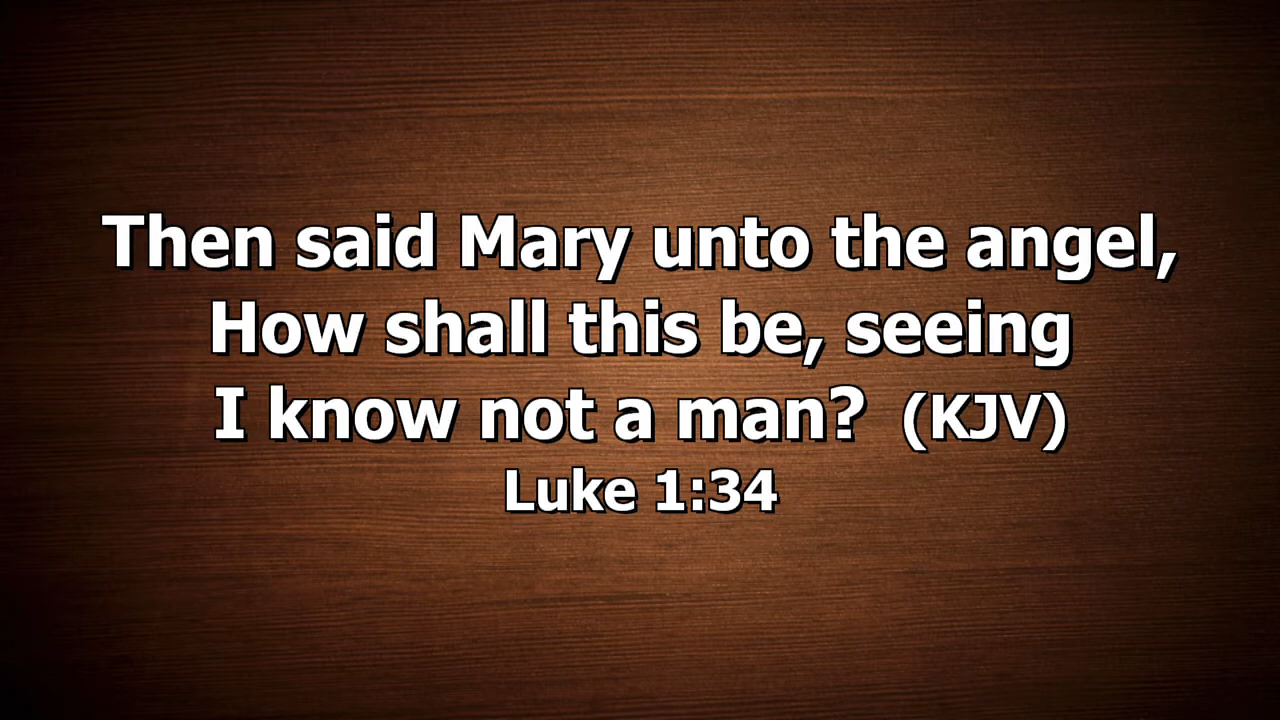 Then said Mary unto the angel,
How shall this be, seeing
I know not a man? (KJV)
Luke 1:34